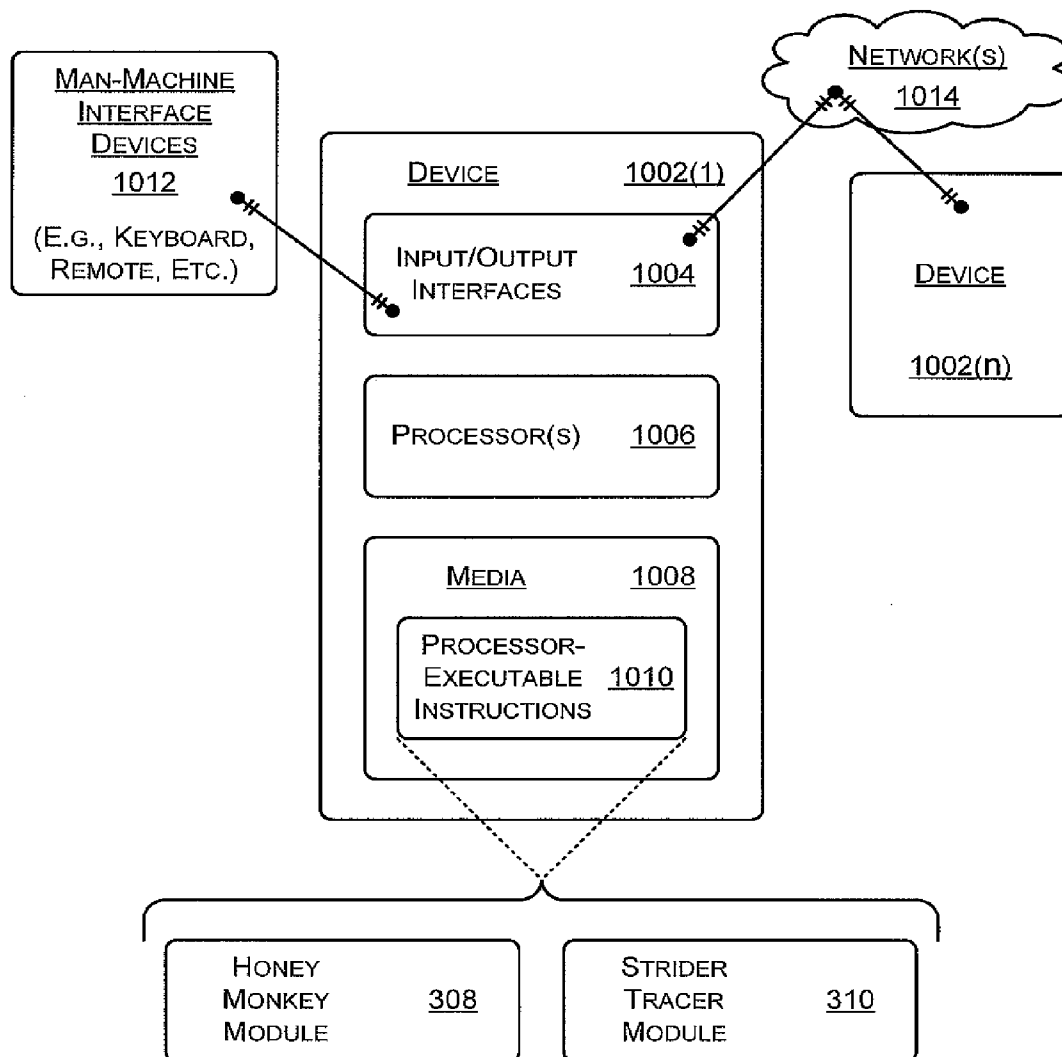 MAN-MACHINE
INTERFACE
DEVICES
1012
(E.G., KEYBOARD,
REMOTE, ETC.)
NETWORK(S)
1014
DEVICE 1002(1)
INPUT/OUTPUT
INTERFACES
1004
DEVICE
1002(n)
PROCESSOR(S) 1006
MEDIA 1008
PROCESSOR-
EXECUTABLE
INSTRUCTIONS
1010
HONEY
MONKEY
MODULE
308
STRIDER
TRACER
MODULE
310